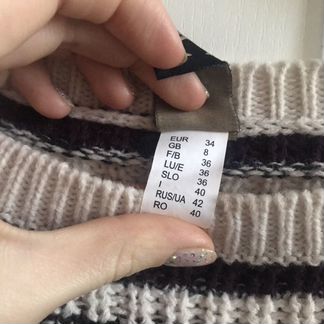 EUR 34
GB 8
F/B 36
LU/E 36
SLO 36
I 40
RUS/UA 42
RO 40